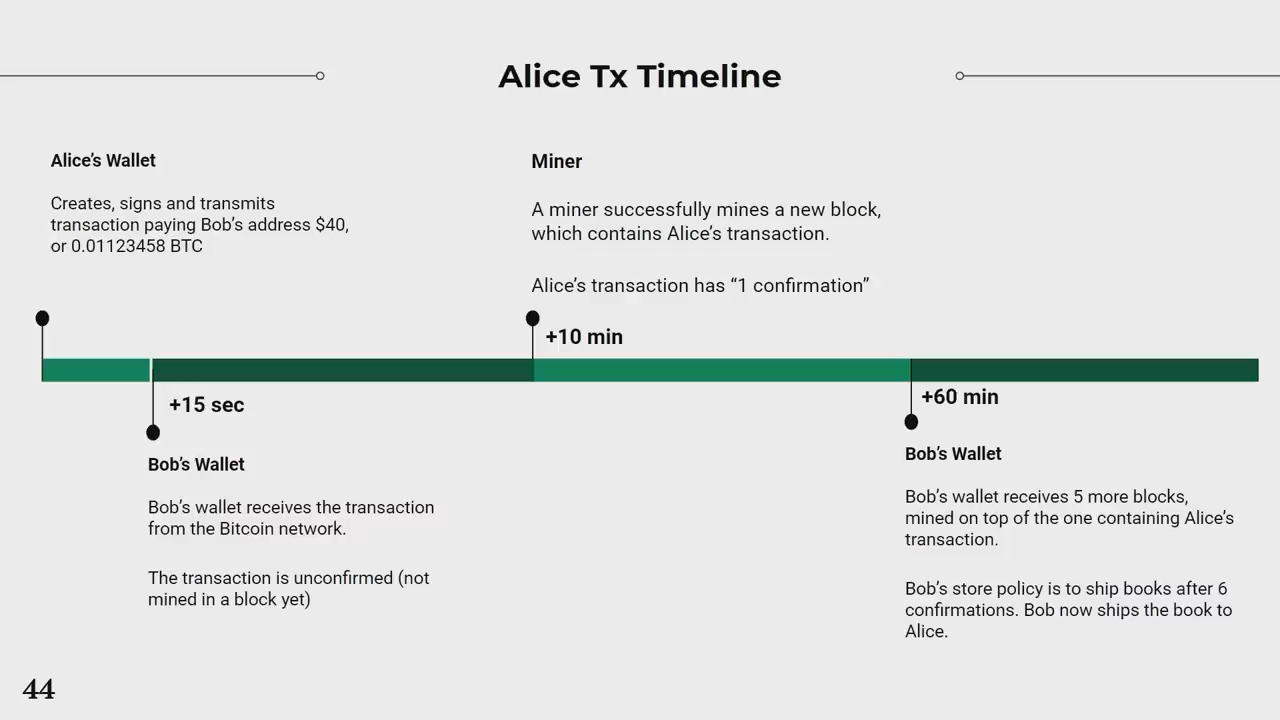 Alice Tx Timeline
Alice’s Wallet
Creates, signs and transmits
transaction paying Bob’s address $40,
or 0.01123458 BTC
Miner
A miner successfully mines a new block,
which contains Alice’s transaction.
Alice’s transaction has “1 confirmation”
+10 min
+15 sec
Bob’s Wallet
Bob’s wallet receives the transaction
from the Bitcoin network.
The transaction is unconfirmed (not
mined in a block yet)
+60 min
Bob’s Wallet
Bob’s wallet receives 5 more blocks,
mined on top of the one containing Alice’s
transaction.
Bob’s store policy is to ship books after 6
confirmations. Bob now ships the book to
Alice.
44